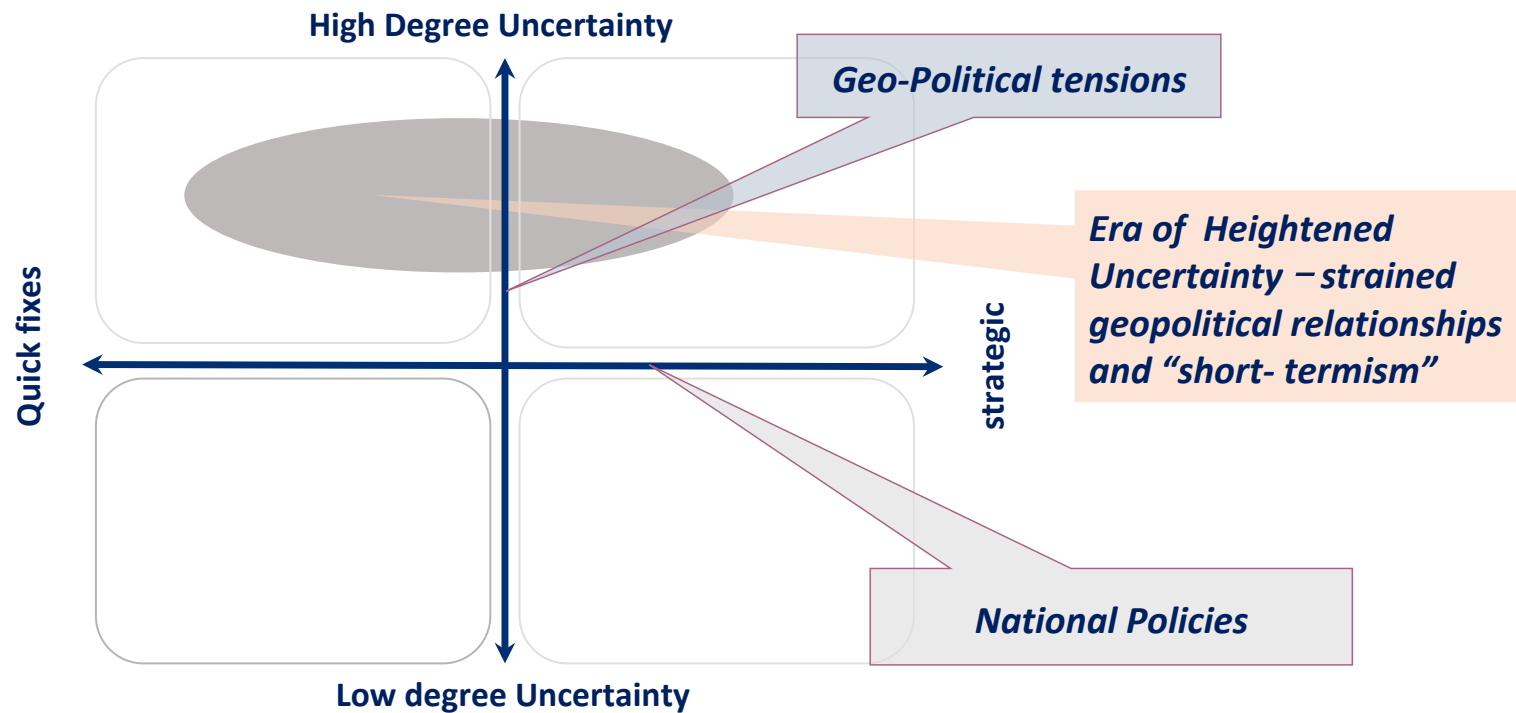 High Degree Uncertainty
Geo-Political tensions
Era of Heightened
Uncertainty – strained
geopolitical relationships
and “short- termism”
Quick fixes
strategic
National Policies
Low degree Uncertainty